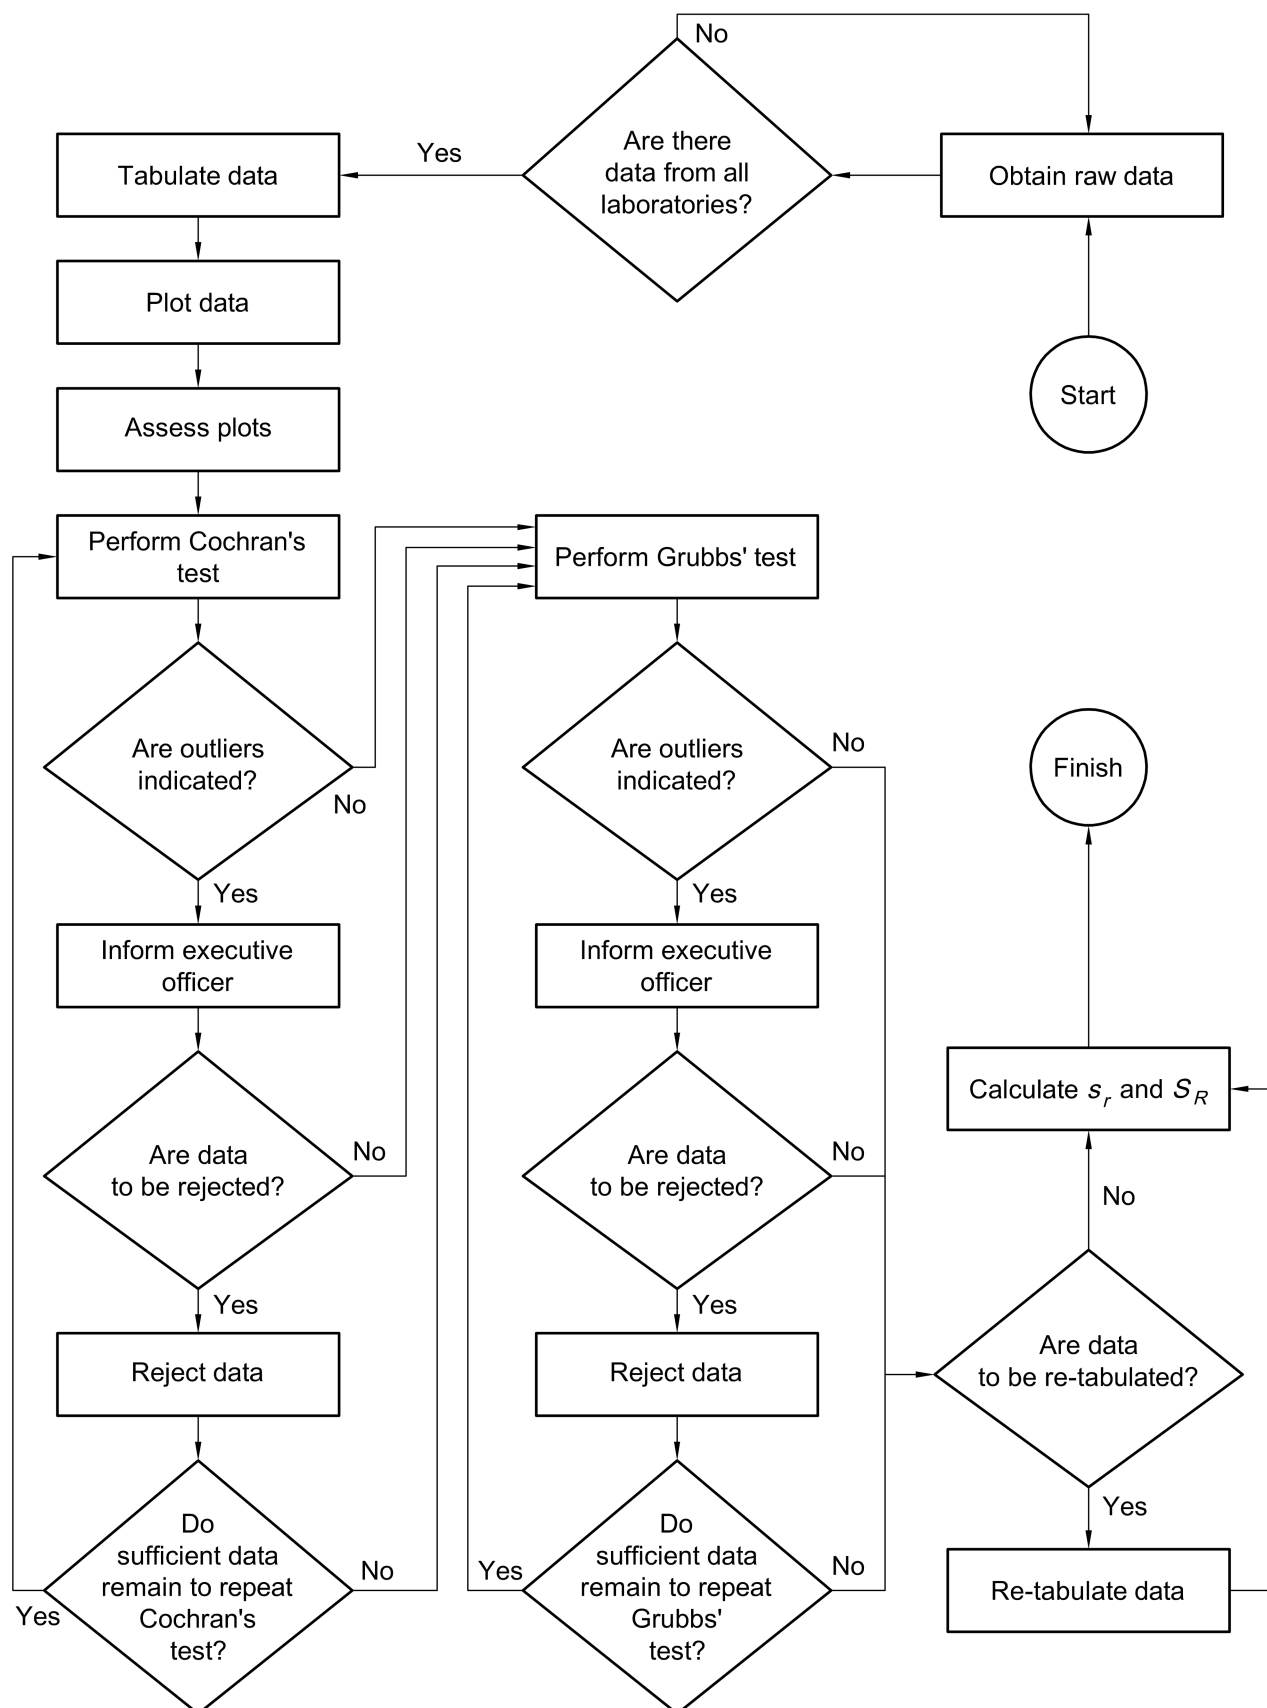 No
Are there
data from all
laboratories?
Yes
Tabulate data
Obtain raw data
Plot data
Start
Assess plots
Perform Cochran's
test
Perform Grubbs' test
Are outliers
indicated?
No
Are outliers
indicated?
No
Finish
Yes
Yes
Inform executive
officer
Inform executive
officer
Calculate s_r and S_R
Are data
to be rejected?
No
Are data
to be rejected?
No
No
Yes
Yes
Reject data
Reject data
Are data
to be re-tabulated?
Yes
Do
sufficient data
remain to repeat
Cochran's
test?
No
Yes
Yes
Do
sufficient data
remain to repeat
Grubbs'
test?
No
Re-tabulate data